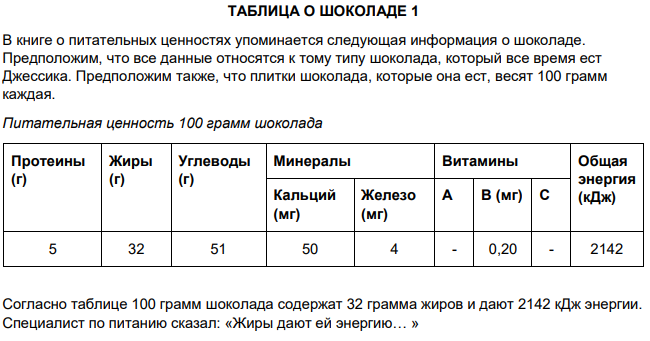 ТАБЛИЦА О ШОКОЛАДЕ 1
В книге о питательных ценностях упоминается следующая информация о шоколаде.
Предположим, что все данные относятся к тому типу шоколада, который все время ест
Джессика. Предположим также, что плитки шоколада, которые она ест, весят 100 грамм
каждая.
Питательная ценность 100 грамм шоколада
Протеины (г) Жиры (г) Углеводы (г) Минералы Витамины Общая энергия (кДж)
Кальций (мг) Железо (мг) A B (мг) C
5 32 51 50 4 - 0,20 - 2142
Согласно таблице 100 грамм шоколада содержат 32 грамма жиров и дают 2142 кДж энергии.
Специалист по питанию сказал: «Жиры дают ей энергию… »